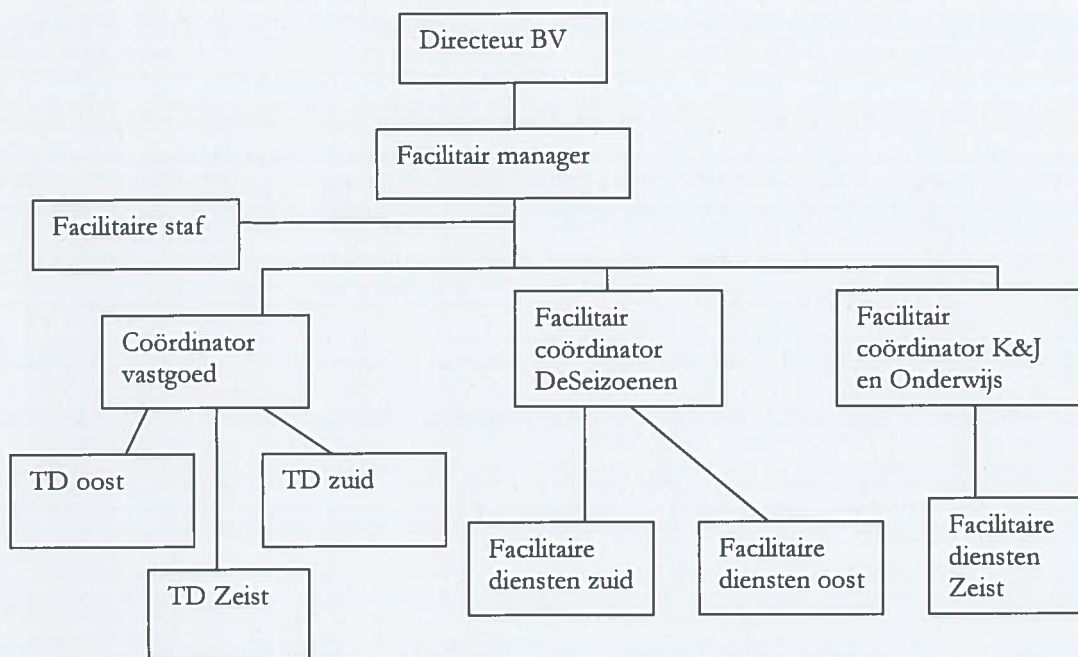 Directeur BV
Facilitair manager
Facilitaire staf
Coördinator
vastgoed
Facilitair
coördinator
DeSeizoenen
Facilitair
coördinator K&J
en Onderwijs
TD oost
TD zuid
TD Zeist
Facilitaire
diensten zuid
Facilitaire
diensten oost
Facilitaire
diensten
Zeist